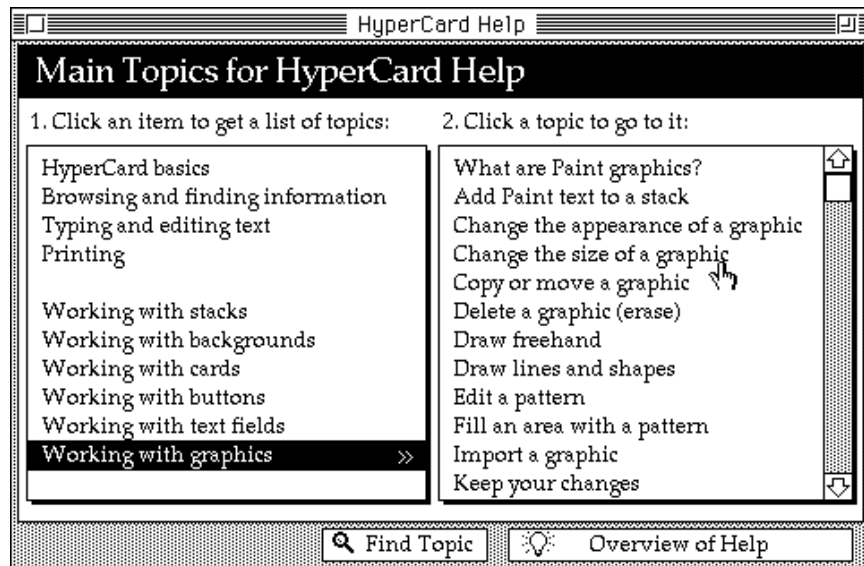 HyperCard Help
Main Topics for HyperCard Help
1. Click an item to get a list of topics:
HyperCard basics
Browsing and finding information
Typing and editing text
Printing
Working with stacks
Working with backgrounds
Working with cards
Working with buttons
Working with text fields
Working with graphics »
2. Click a topic to go to it:
What are Paint graphics?
Add Paint text to a stack
Change the appearance of a graphic
Change the size of a graphic
Copy or move a graphic
Delete a graphic (erase)
Draw freehand
Draw lines and shapes
Edit a pattern
Fill an area with a pattern
Import a graphic
Keep your changes
Find Topic
Overview of Help